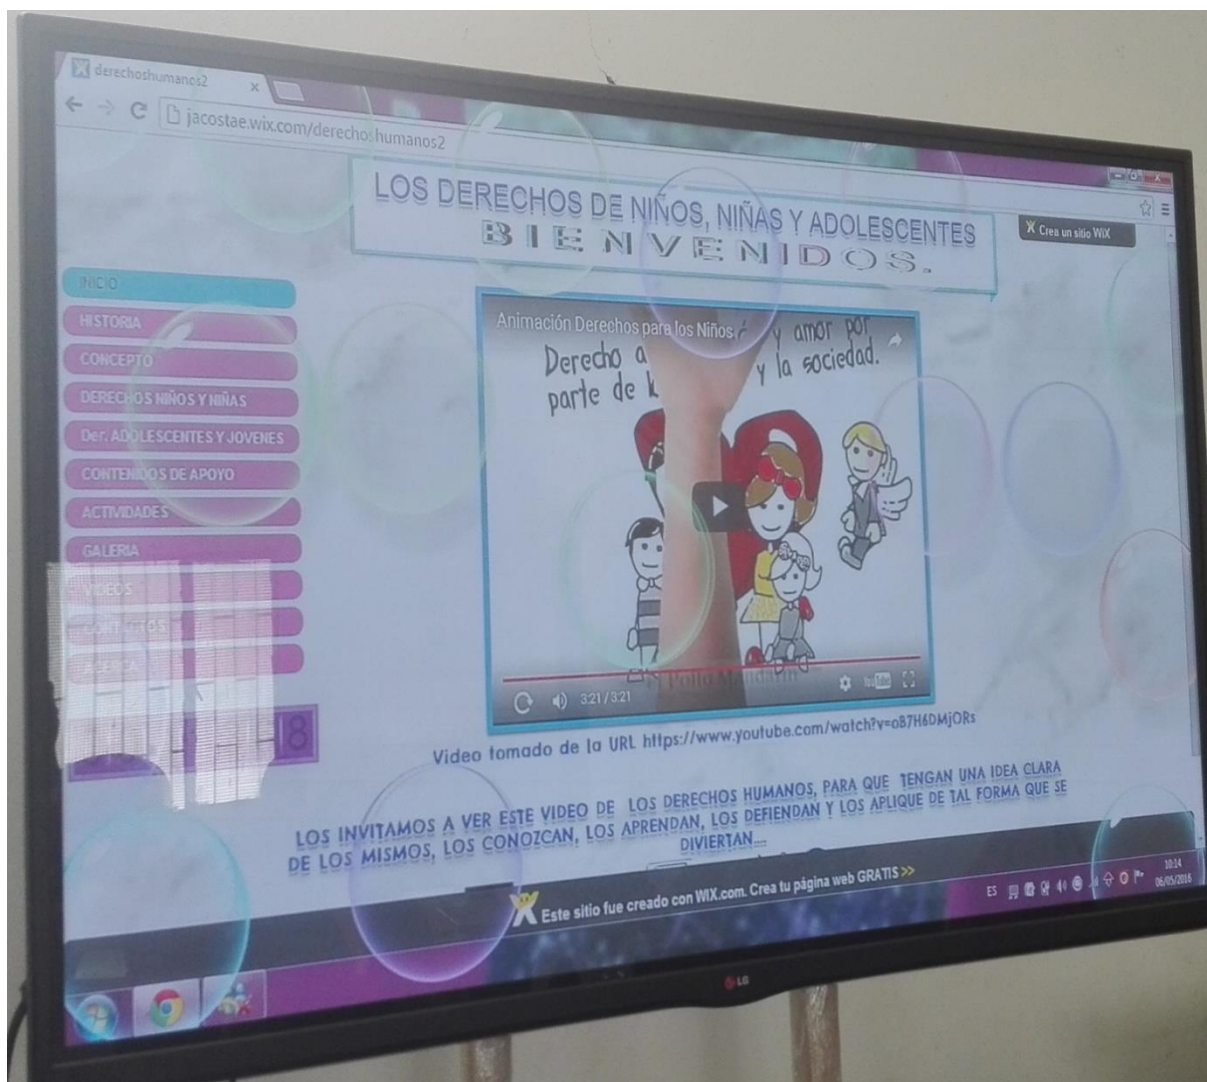 derechoshumanos2
jacostae.wix.com/derechoshumanos2
LOS DERECHOS DE NIÑOS, NIÑAS Y ADOLESCENTES
BIENVENIDOS.
Crea un sitio WiX
INICIO
HISTORIA
CONCEPTO
DERECHOS NIÑOS Y NIÑAS
Der. ADOLESCENTES Y JOVENES
CONTENIDOS DE APOYO
ACTIVIDADES
GALERIA
VIDEOS
Animación Derechos para los Niños
Derecho a y amor por
parte de y la sociedad.
3:21 / 3:21
YouTube
Video tomado de la URL https://www.youtube.com/watch?v=oB7H6DMjORs
LOS INVITAMOS A VER ESTE VIDEO DE LOS DERECHOS HUMANOS, PARA QUE TENGAN UNA IDEA CLARA
DE LOS MISMOS, LOS CONOZCAN, LOS APRENDAN, LOS DEFIENDAN Y LOS APLIQUE DE TAL FORMA QUE SE
DIVIERTAN....
Este sitio fue creado con WIX.com. Crea tu página web GRATIS >>
ES
10:14
06/05/2016
LG